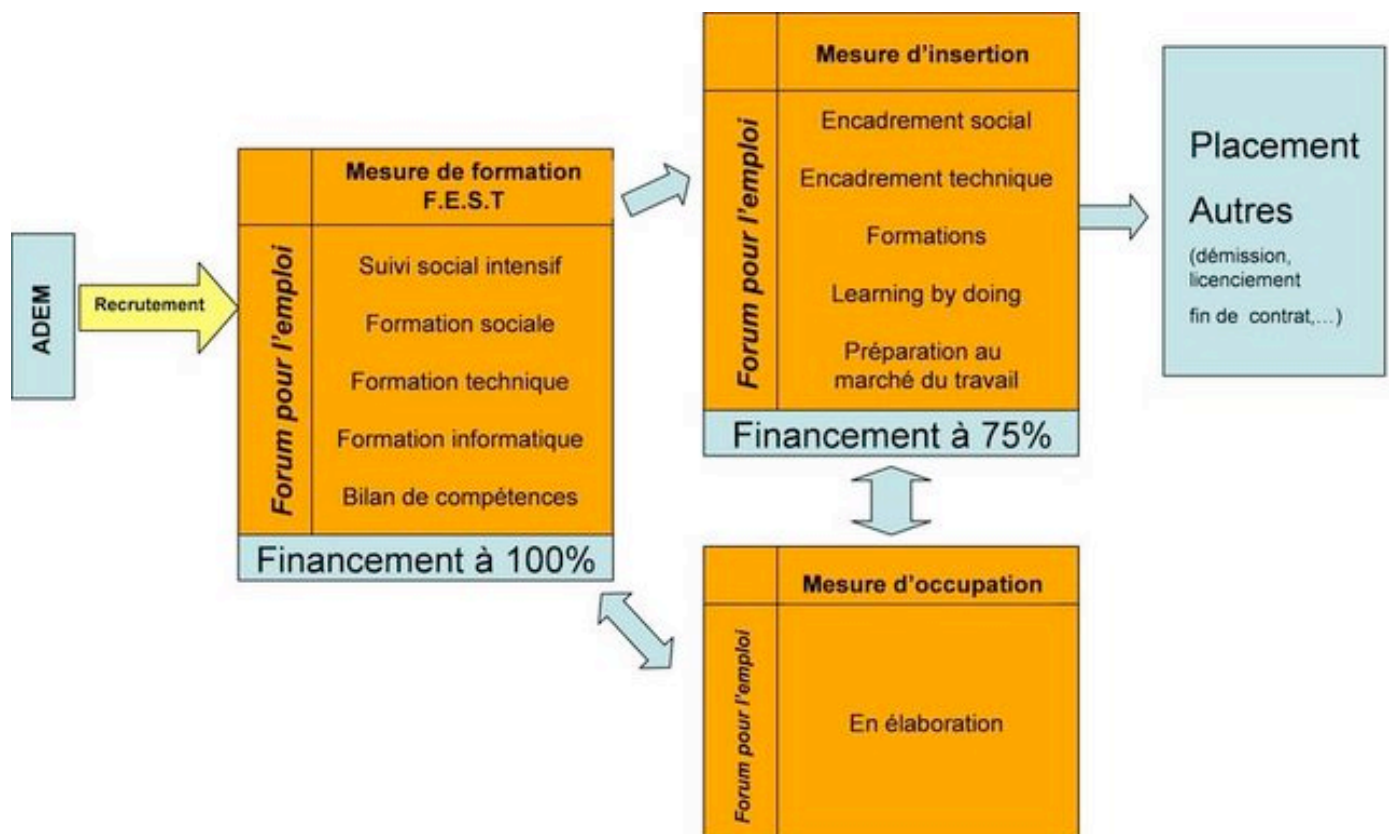 ADEM
Recrutement
Forum pour l'emploi
Mesure de formation
F.E.S.T
Suivi social intensif
Formation sociale
Formation technique
Formation informatique
Bilan de compétences
Financement à 100%
Forum pour l'emploi
Mesure d'insertion
Encadrement social
Encadrement technique
Formations
Learning by doing
Préparation au
marché du travail
Financement à 75%
Forum pour l'emploi
Mesure d'occupation
En élaboration
Placement
Autres
(démission,
licenciement
fin de contrat,…)